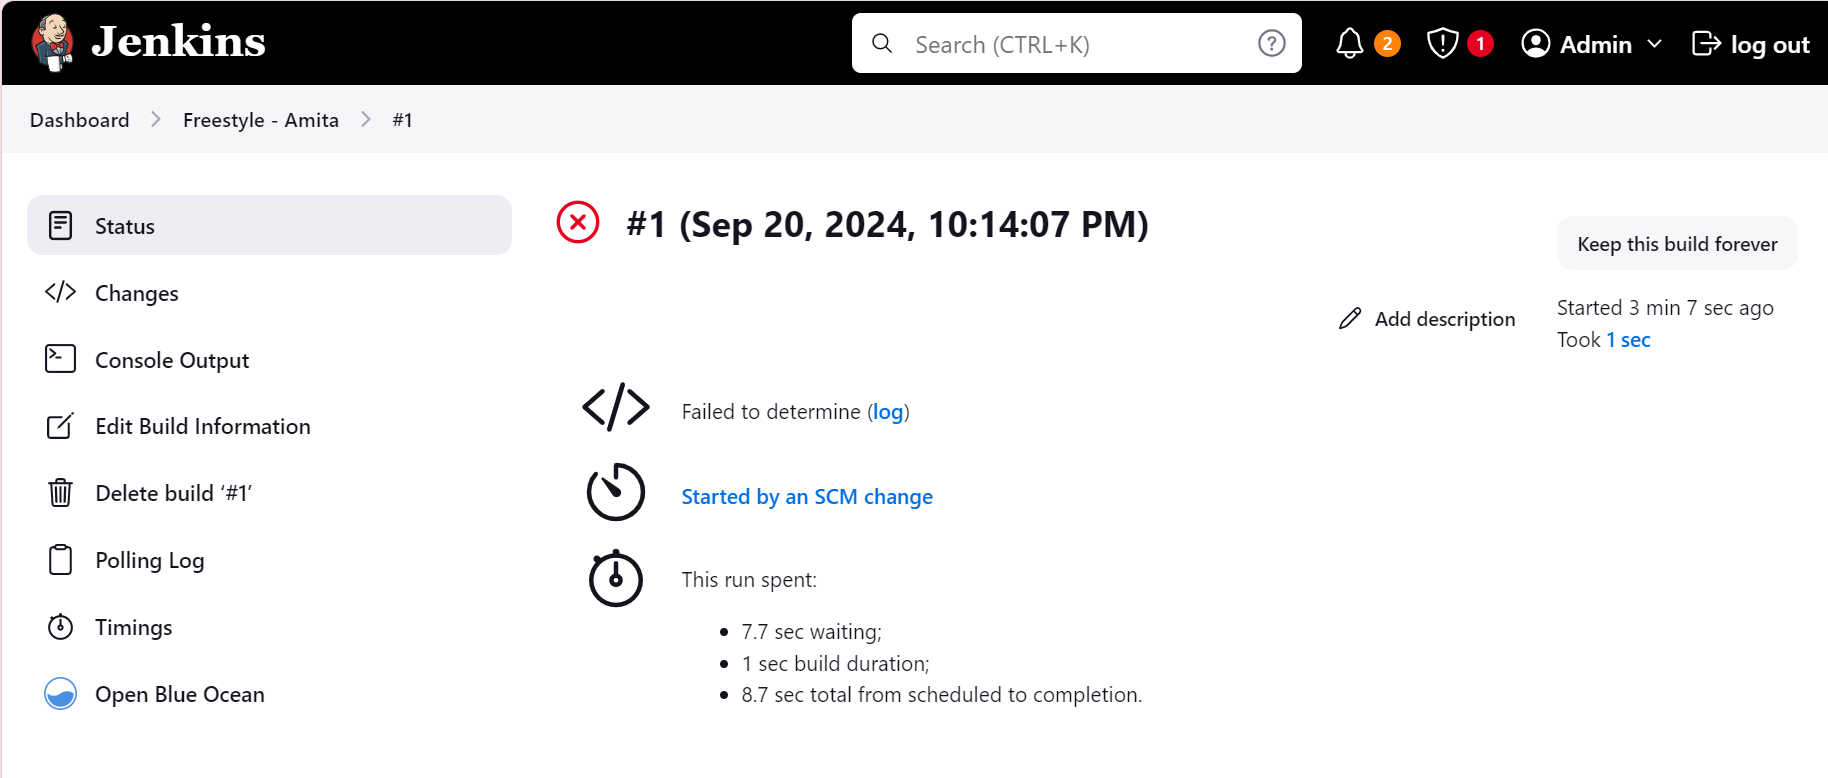 Jenkins
Search (CTRL+K)
2
1
Admin
log out
Dashboard
Freestyle - Amita
#1
Status
Changes
Console Output
Edit Build Information
Delete build ‘#1’
Polling Log
Timings
Open Blue Ocean
#1 (Sep 20, 2024, 10:14:07 PM)
Keep this build forever
Add description
Started 3 min 7 sec ago
Took 1 sec
Failed to determine (log)
Started by an SCM change
This run spent:
7.7 sec waiting;
1 sec build duration;
8.7 sec total from scheduled to completion.